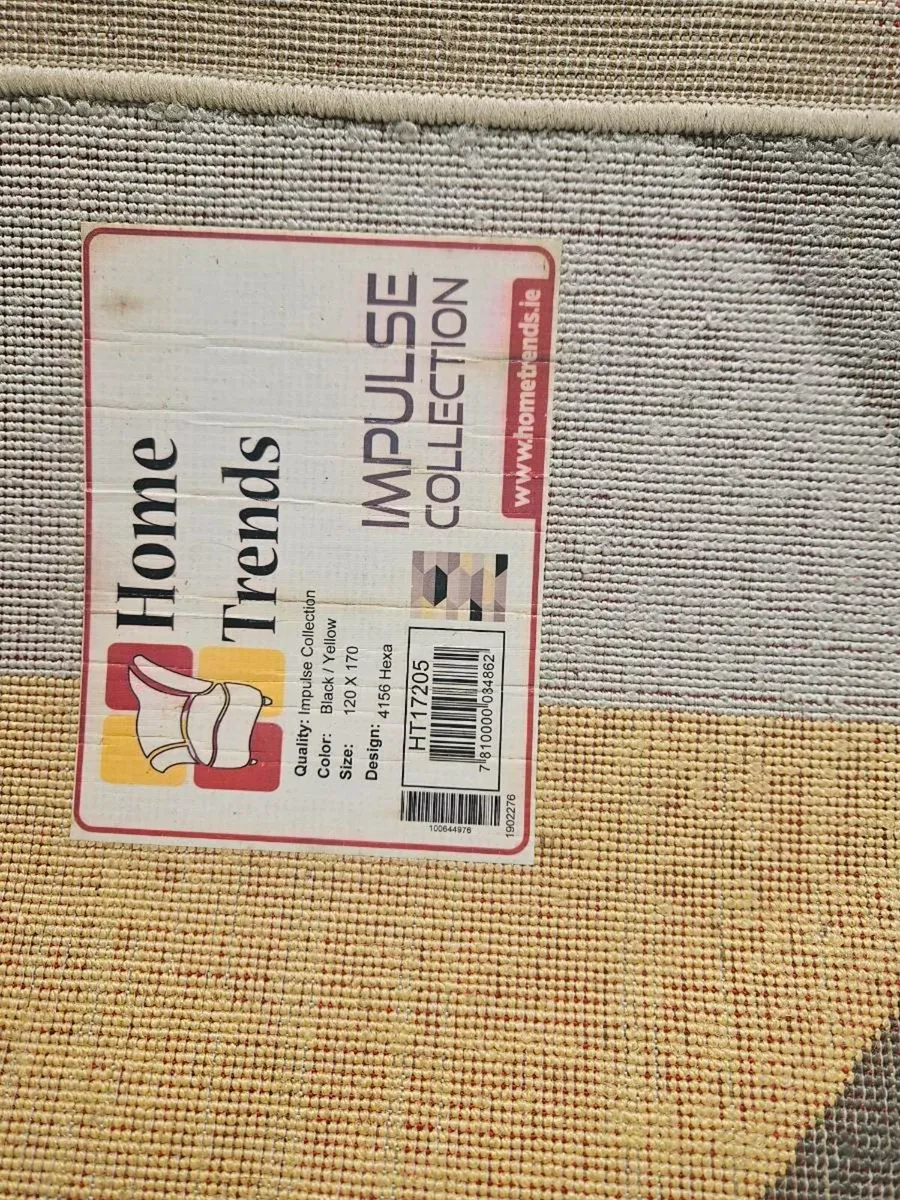 Home
Trends
Quality: Impulse Collection
Color: Black / Yellow
Size: 120 X 170
Design: 4156 Hexa
IMPULSE
COLLECTION
HT17205
7 810000 084862
100644976
1902276
www.hometrends.ie